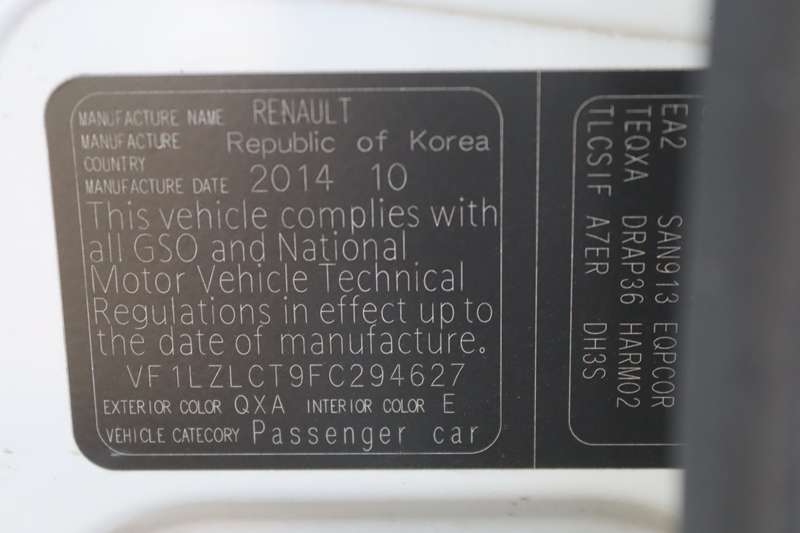 MANUFACTURE NAME RENAULT
MANUFACTURE COUNTRY Republic of Korea
MANUFACTURE DATE 2014 10
This vehicle complies with
all GSO and National
Motor Vehicle Technical
Regulations in effect up to
the date of manufacture.
VF1LZLCT9FC294627
EXTERIOR COLOR QXA INTERIOR COLOR E
VEHICLE CATECORY Passenger car
EA2 SAN913 EQPCOR
TEQXA DRAP36 HARM02
TLCSIF A7ER DH3S